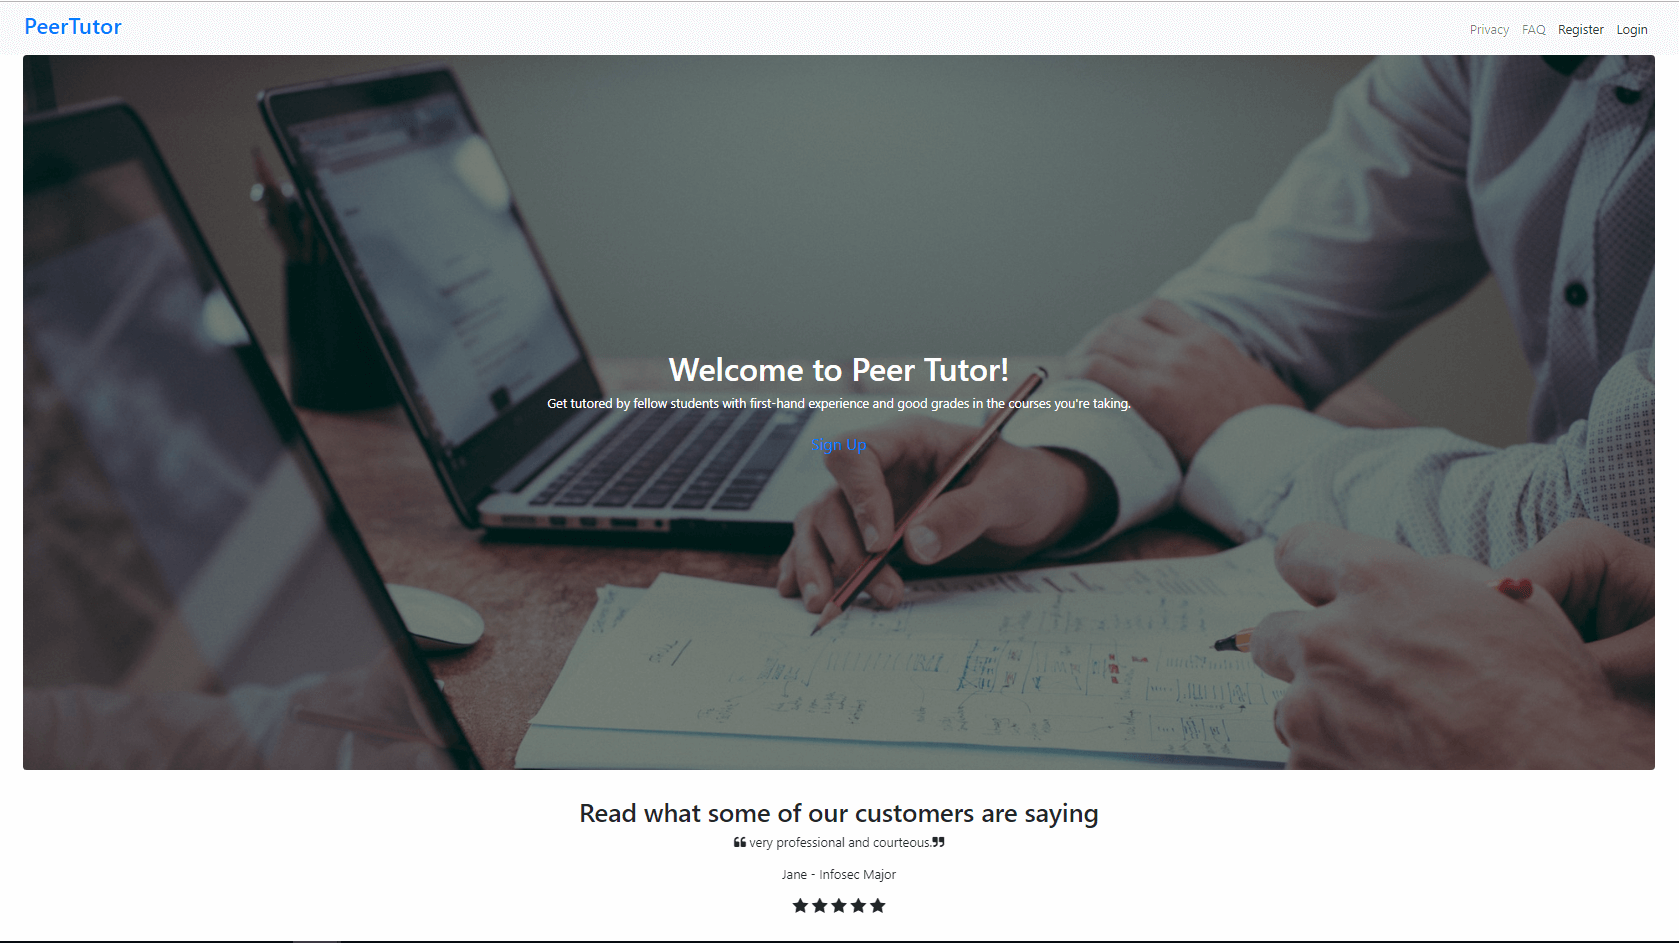 PeerTutor
Privacy FAQ Register Login
Welcome to Peer Tutor!
Get tutored by fellow students with first-hand experience and good grades in the courses you're taking.
Sign Up
Read what some of our customers are saying
❝ very professional and courteous.❞
Jane - Infosec Major
★★★★★